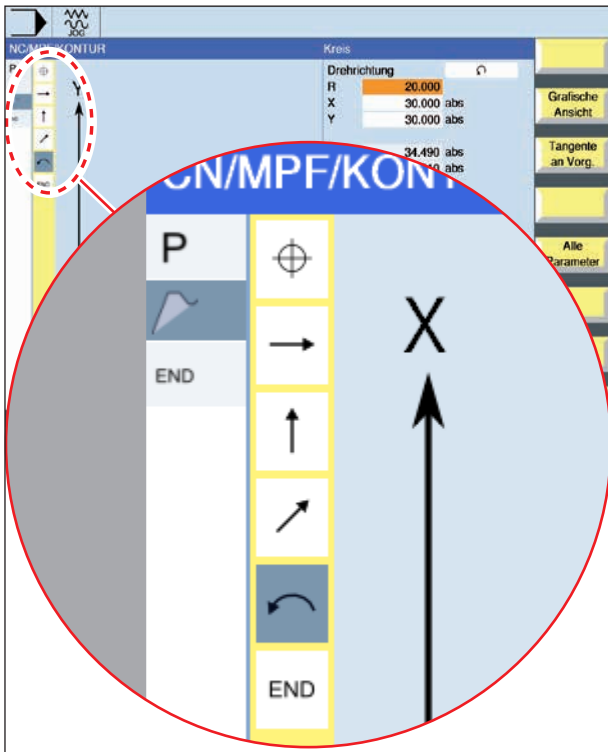 JOG
NC/MPF/KONTUR
Kreis
P
Y
Drehrichtung
R 20.000
X 30.000 abs
Y 30.000 abs
34.490 abs
abs
Grafische
Ansicht
Tangente
an Vorg.
Alle
Parameter
CN/MPF/KONT
P
END
X
END